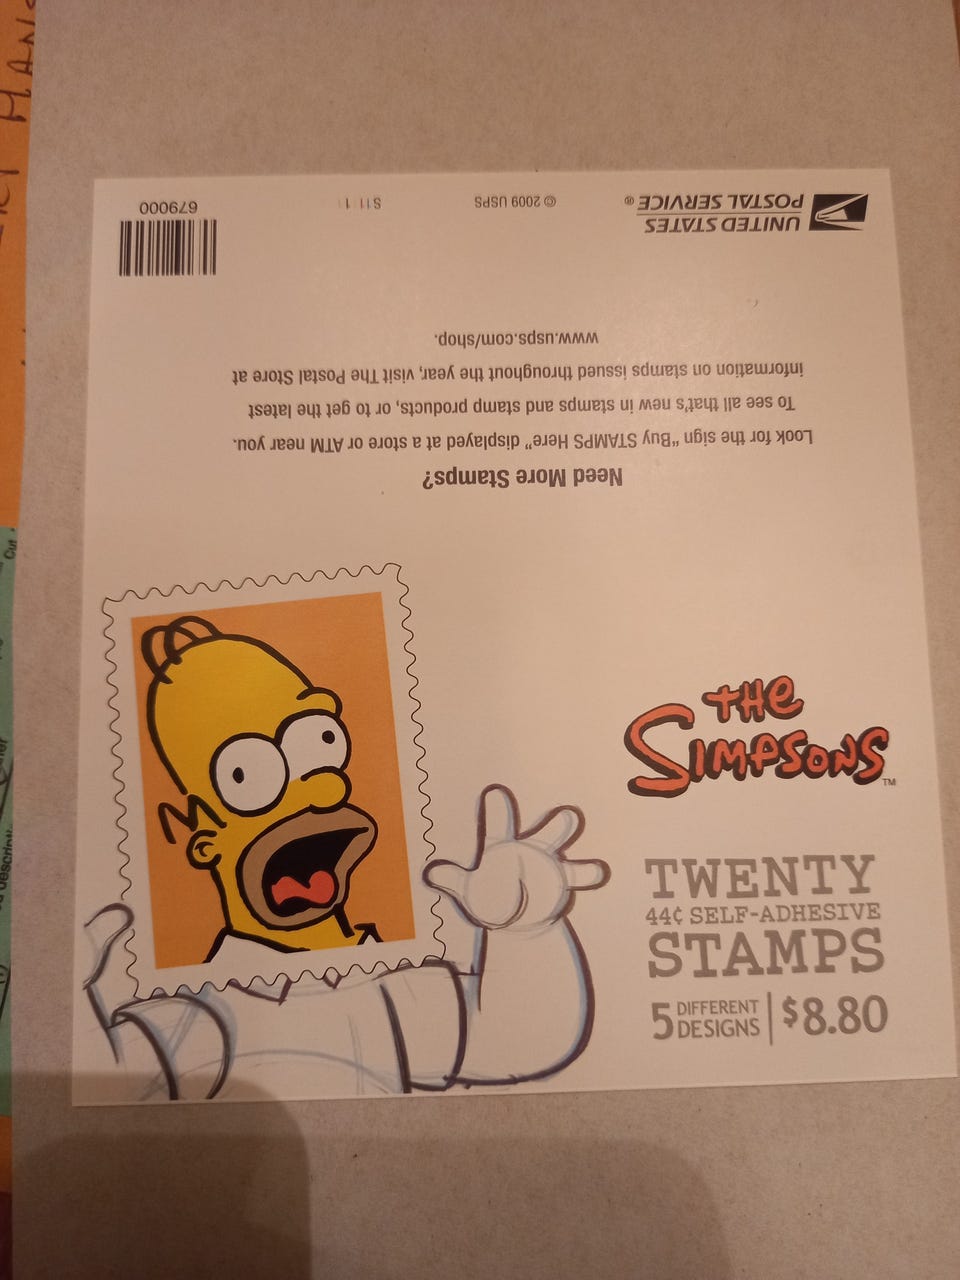 THE
SIMPSONS™
TWENTY
44¢ SELF-ADHESIVE
STAMPS
5 DIFFERENT DESIGNS | $8.80
Need More Stamps?
Look for the sign “Buy STAMPS Here” displayed at a store or ATM near you.
To see all that's new in stamps and stamp products, or to get the latest
information on stamps issued throughout the year, visit The Postal Store at
www.usps.com/shop.
UNITED STATES
POSTAL SERVICE ®
© 2009 USPS
679000
HANS
Cut